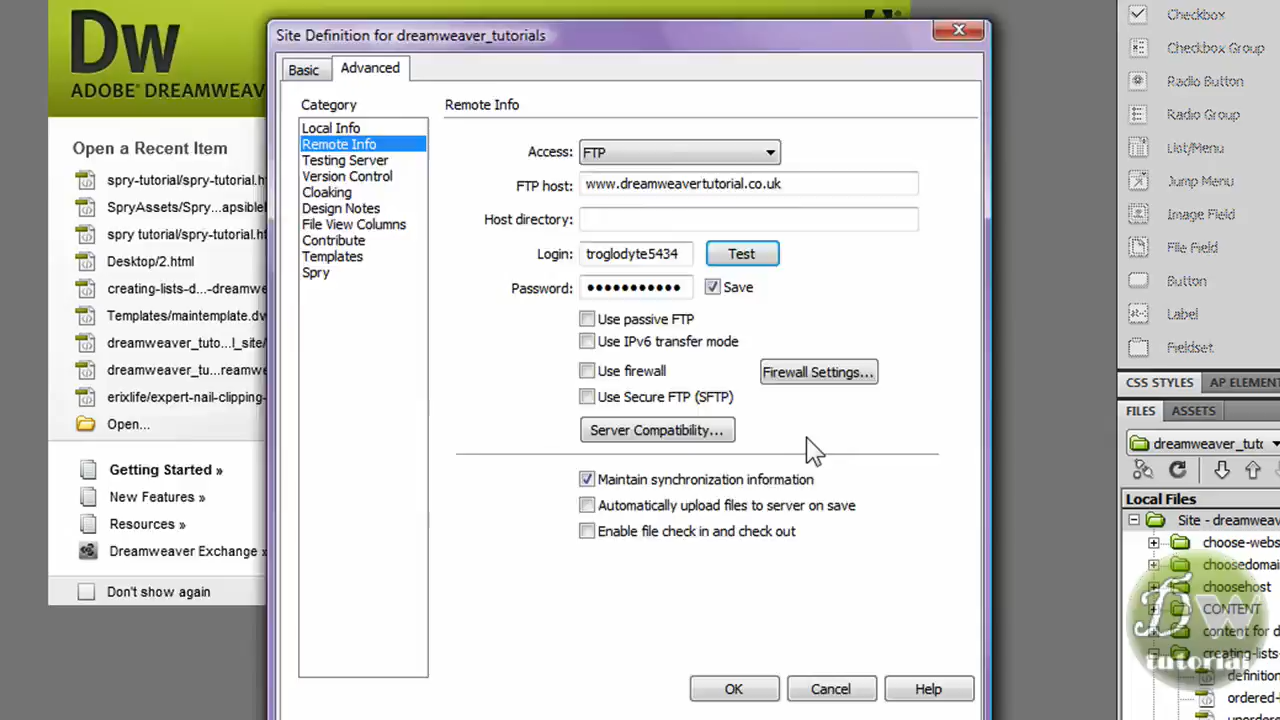 Dw
ADOBE® DREAMWEAV
Open a Recent Item
spry-tutorial/spry-tutorial.ht
SpryAssets/Spry...apsiblel
spry tutorial/spry-tutorial.ht
Desktop/2.html
creating-lists-d...-dreamwe
Templates/maintemplate.dw
dreamweaver_tuto...l_site/
dreamweaver_tu...reamwe
erixlife/expert-nail-clipping-
Open...
Getting Started »
New Features »
Resources »
Dreamweaver Exchange »
Don't show again
Site Definition for dreamweaver_tutorials
Basic
Advanced
Category
Local Info
Remote Info
Testing Server
Version Control
Cloaking
Design Notes
File View Columns
Contribute
Templates
Spry
Remote Info
Access: FTP
FTP host: www.dreamweavertutorial.co.uk
Host directory:
Login: troglodyte5434 Test
Password: ●●●●●●●●●●● Save
Use passive FTP
Use IPv6 transfer mode
Use firewall Firewall Settings...
Use Secure FTP (SFTP)
Server Compatibility...
Maintain synchronization information
Automatically upload files to server on save
Enable file check in and check out
OK Cancel Help
Checkbox
Checkbox Group
Radio Button
Radio Group
List/Menu
Jump Menu
Image Field
File Field
Button
Label
Fieldset
CSS STYLES AP ELEMEN
FILES ASSETS
dreamweaver_tuto
Local Files
Site - dreamweav
choose-webs
choosedoma
choosehost
CONTENT
content for d
creating-lists-
definition
ordered-l
Dw
tutorial